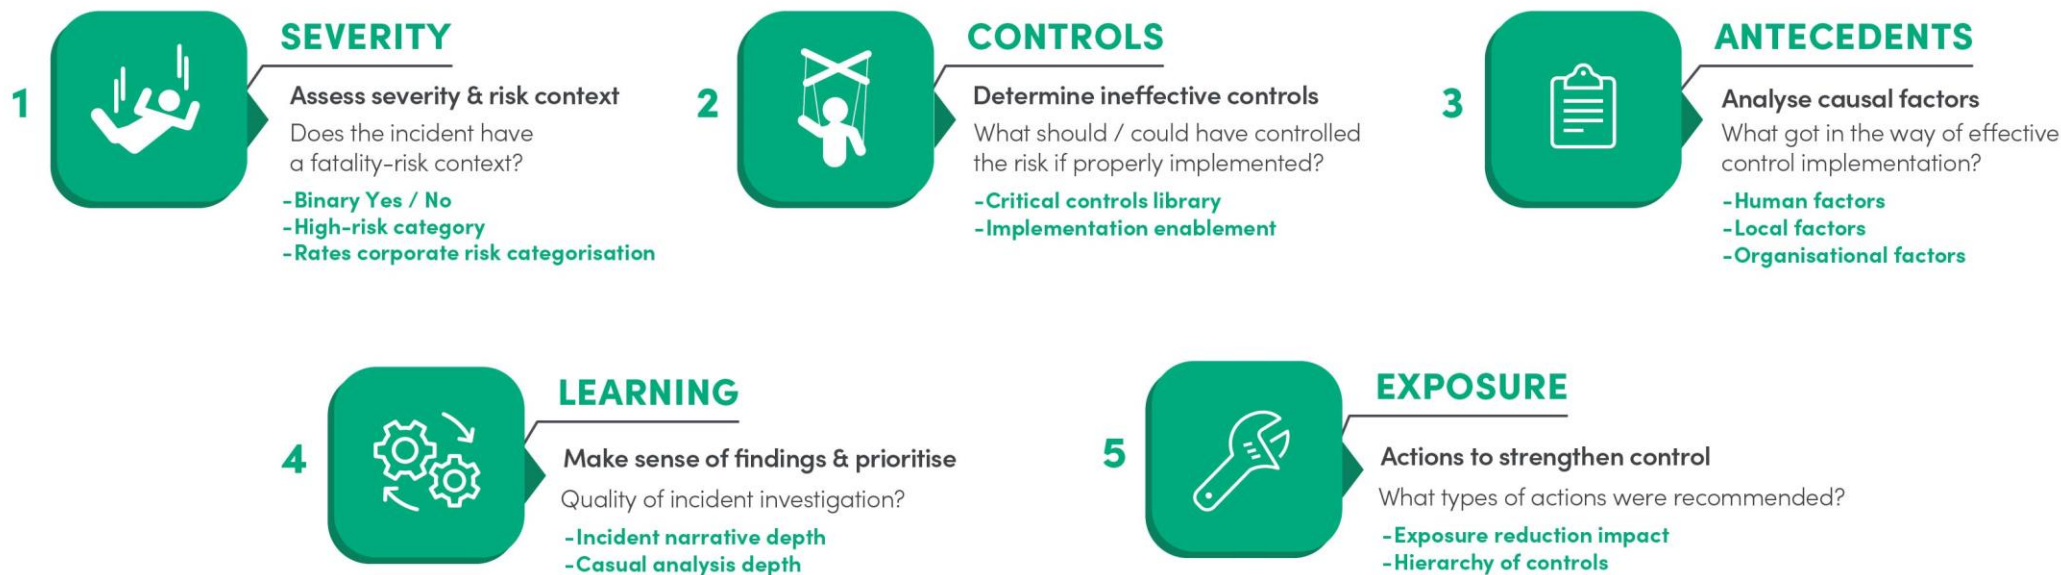 1
SEVERITY
Assess severity & risk context
Does the incident have
a fatality-risk context?
-Binary Yes / No
-High-risk category
-Rates corporate risk categorisation
2
CONTROLS
Determine ineffective controls
What should / could have controlled
the risk if properly implemented?
-Critical controls library
-Implementation enablement
3
ANTECEDENTS
Analyse causal factors
What got in the way of effective
control implementation?
-Human factors
-Local factors
-Organisational factors
4
LEARNING
Make sense of findings & prioritise
Quality of incident investigation?
-Incident narrative depth
-Casual analysis depth
5
EXPOSURE
Actions to strengthen control
What types of actions were recommended?
-Exposure reduction impact
-Hierarchy of controls